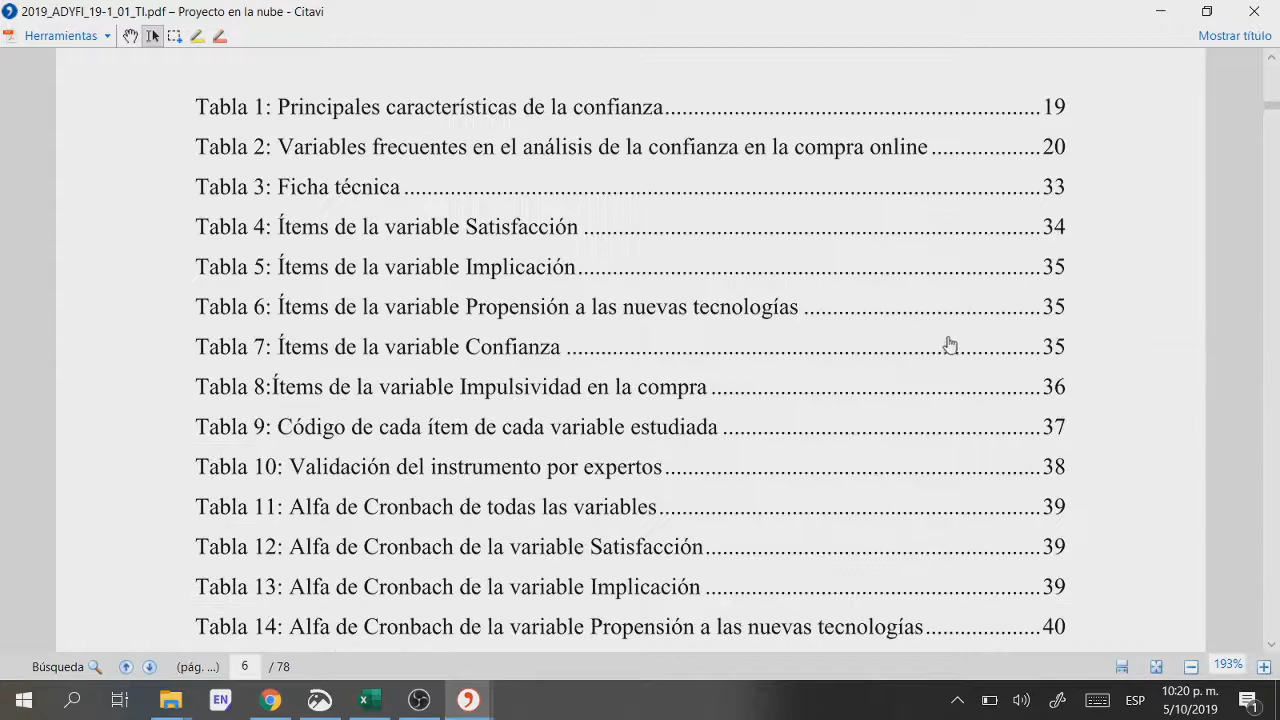 2019_ADYFI_19-1_01_TI.pdf – Proyecto en la nube - Citavi
Herramientas Mostrar título
Tabla 1: Principales características de la confianza.................................................................19
Tabla 2: Variables frecuentes en el análisis de la confianza en la compra online...................20
Tabla 3: Ficha técnica .............................................................................................................33
Tabla 4: Ítems de la variable Satisfacción ..............................................................................34
Tabla 5: Ítems de la variable Implicación...............................................................................35
Tabla 6: Ítems de la variable Propensión a las nuevas tecnologías ........................................35
Tabla 7: Ítems de la variable Confianza .................................................................................35
Tabla 8:Ítems de la variable Impulsividad en la compra ........................................................36
Tabla 9: Código de cada ítem de cada variable estudiada ......................................................37
Tabla 10: Validación del instrumento por expertos................................................................38
Tabla 11: Alfa de Cronbach de todas las variables.................................................................39
Tabla 12: Alfa de Cronbach de la variable Satisfacción.........................................................39
Tabla 13: Alfa de Cronbach de la variable Implicación .........................................................39
Tabla 14: Alfa de Cronbach de la variable Propensión a las nuevas tecnologías....................40
Búsqueda (pág. ...) 6 / 78 193%
EN ESP 10:20 p. m.
5/10/2019 1